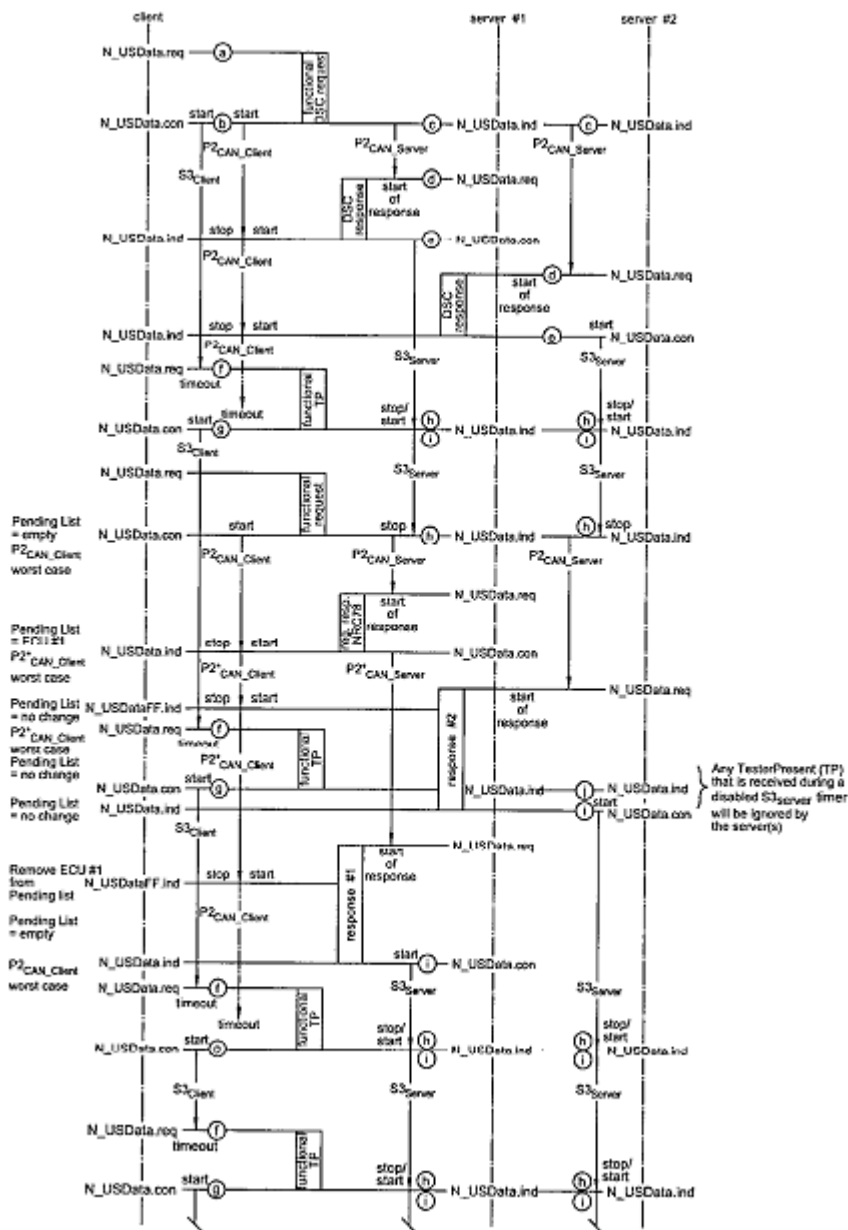 client server #1 server #2
N_USData.req a
functional DSC reques
N_USData.con start b start c N_USData.ind c N_USData.ind
P2CAN_Client P2CAN_Server P2CAN_Server
S3Client
d N_USData.req
start of response
DSC response
N_USData.ind stop start e N_USData.con
P2CAN_Client
d N_USData.req
start of response
DSC response
N_USData.ind stop start e start N_USData.con
P2CAN_Client
S3Server S3Server
N_USData.req f
timeout
functional TP
timeout
stop/ start h i N_USData.ind stop/ start h i N_USData.ind
N_USData.con start g
S3Client
S3Server S3Server
N_USData.req
functional request
Pending List = empty
P2CAN_Client worst case
N_USData.con start stop h N_USData.ind h stop N_USData.ind
P2CAN_Client P2CAN_Server P2CAN_Server
N_USData.req
start of response
neg. resp. NRC78
Pending List = ECU #1
P2*CAN_Client worst case
N_USData.ind stop start N_USData.con
P2*CAN_Client P2*CAN_Server
N_USData.req
start of response
Pending List = no change
P2*CAN_Client worst case
N_USDataFF.ind stop start
response #2
N_USData.req f
timeout
P2*CAN_Client
functional TP
Pending List = no change
N_USData.con start g N_USData.ind j N_USData.ind
Any TesterPresent (TP)
that is received during a
disabled S3Server timer
will be ignored by
the server(s)
Pending List = no change
N_USData.ind start i N_USData.con
S3Client
N_USData.req
start of response
Remove ECU #1 from Pending list
N_USDataFF.ind stop start
response #1
P2CAN_Client
Pending List = empty
P2CAN_Client worst case
N_USData.ind start i N_USData.con
S3Server S3Server
N_USData.req f
timeout
functional TP
timeout
stop/ start h i N_USData.ind stop/ start h i N_USData.ind
N_USData.con start
S3Client
S3Server S3Server
N_USData.req f
timeout
functional TP
stop/ start h i N_USData.ind stop/ start h i N_USData.ind
N_USData.con start g